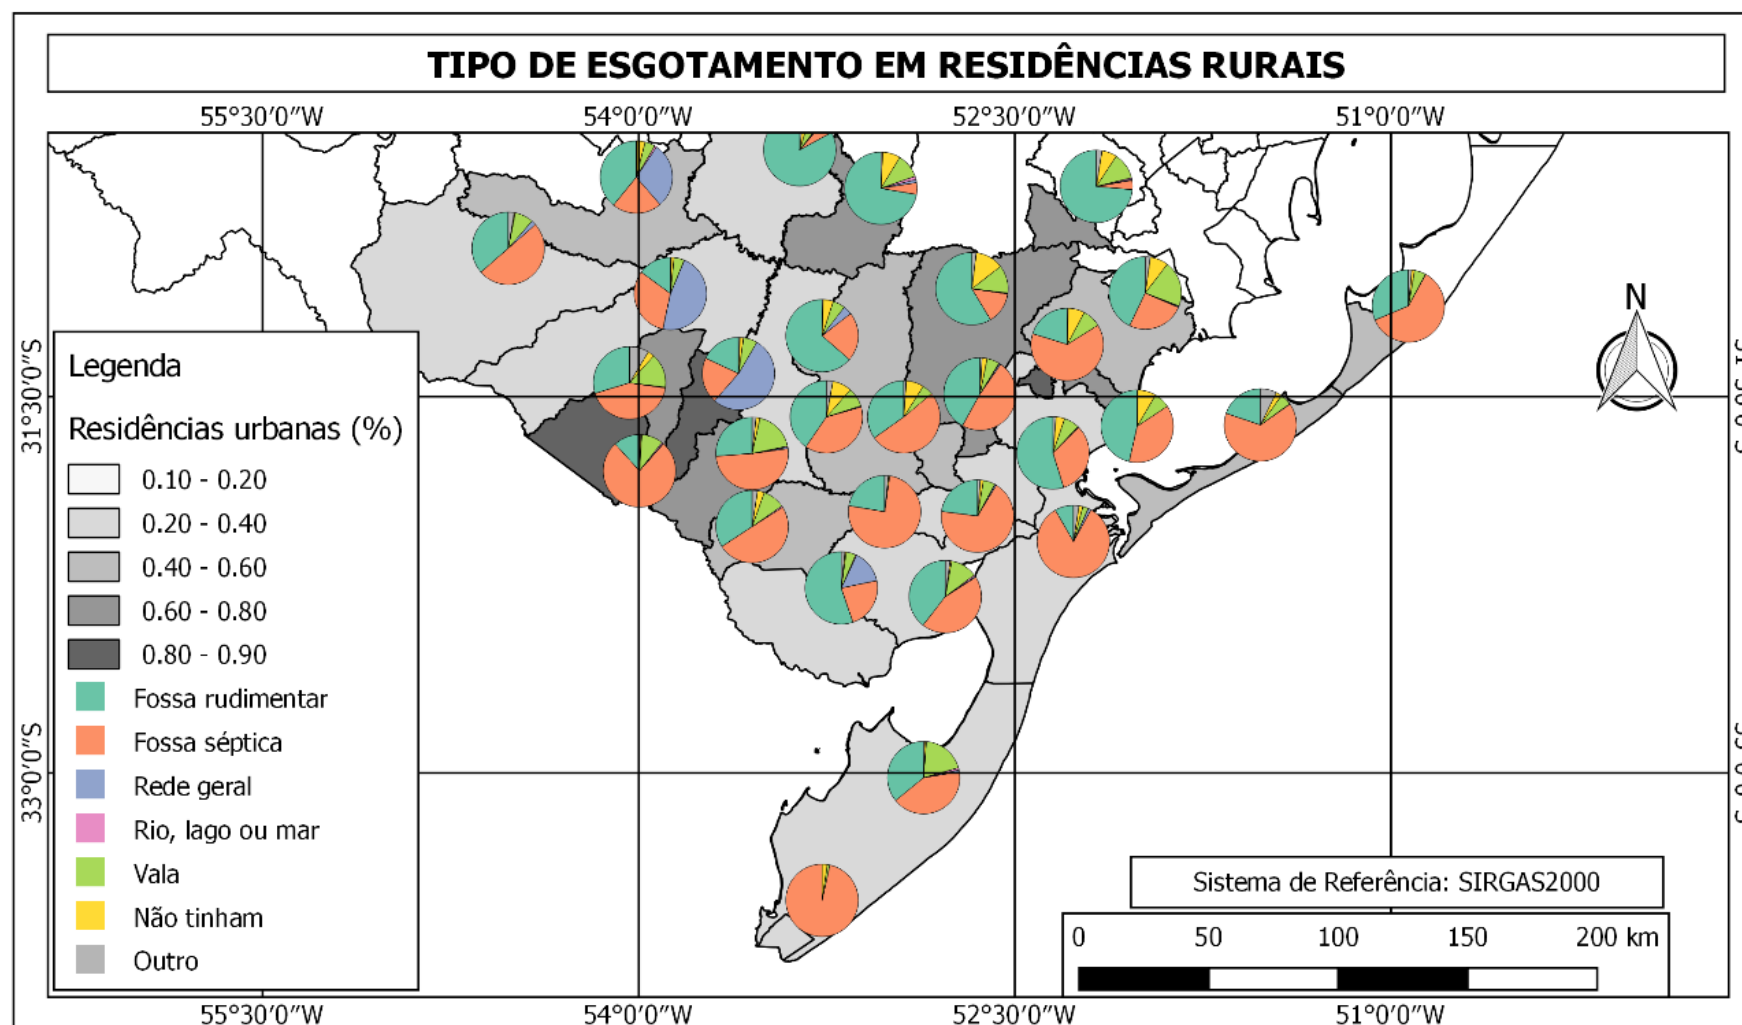 TIPO DE ESGOTAMENTO EM RESIDÊNCIAS RURAIS
55°30'0"W 54°0'0"W 52°30'0"W 51°0'0"W
N
31°30'0"S
Legenda
Residências urbanas (%)
0.10 - 0.20
0.20 - 0.40
0.40 - 0.60
0.60 - 0.80
0.80 - 0.90
Fossa rudimentar
Fossa séptica
Rede geral
Rio, lago ou mar
Vala
Não tinham
Outro
33°0'0"S
Sistema de Referência: SIRGAS2000
0 50 100 150 200 km
55°30'0"W 54°0'0"W 52°30'0"W 51°0'0"W